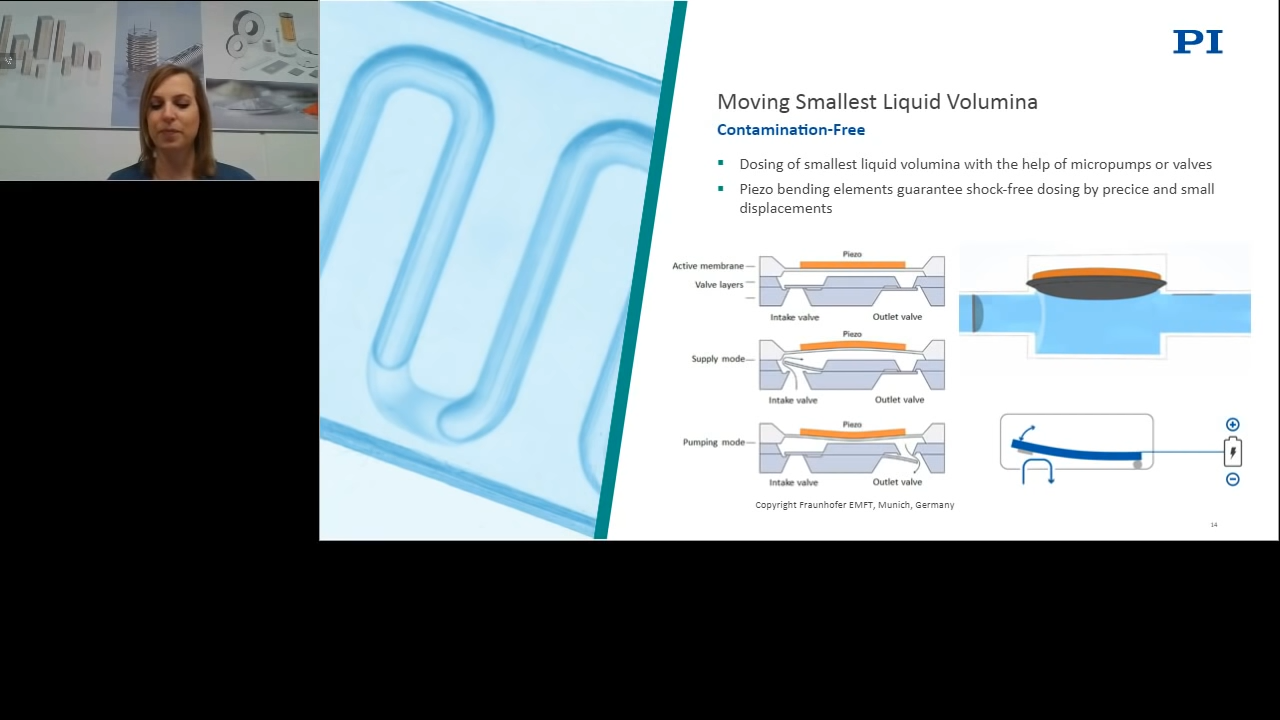 PI
Moving Smallest Liquid Volumina
Contamination-Free
Dosing of smallest liquid volumina with the help of micropumps or valves
Piezo bending elements guarantee shock-free dosing by precice and small
displacements
Piezo
Active membrane
Valve layers
Intake valve Outlet valve
Piezo
Supply mode
Intake valve Outlet valve
Piezo
Pumping mode
Intake valve Outlet valve
Copyright Fraunhofer EMFT, Munich, Germany
14